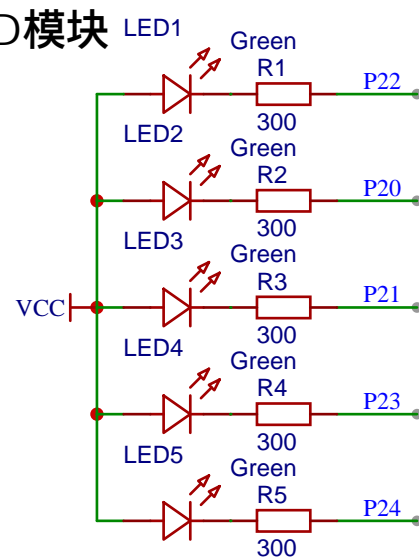 D模块
LED1
Green
R1
300
P22
LED2
Green
R2
300
P20
LED3
Green
R3
300
P21
VCC
LED4
Green
R4
300
P23
LED5
Green
R5
300
P24